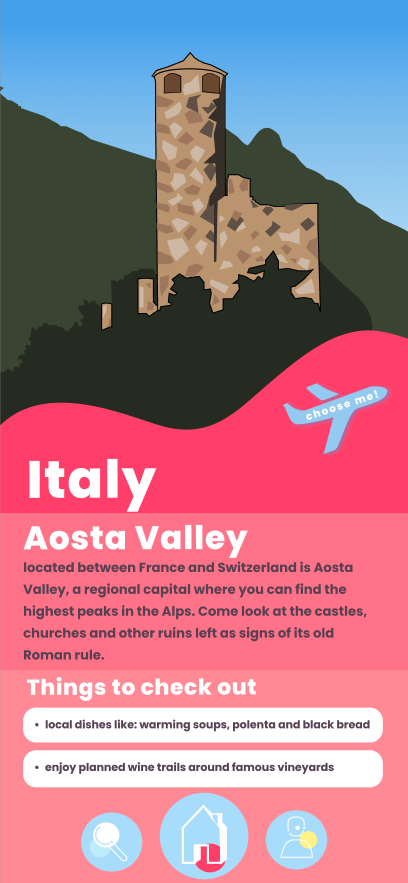 choose me!
Italy
Aosta Valley
located between France and Switzerland is Aosta
Valley, a regional capital where you can find the
highest peaks in the Alps. Come look at the castles,
churches and other ruins left as signs of its old
Roman rule.
Things to check out
• local dishes like: warming soups, polenta and black bread
• enjoy planned wine trails around famous vineyards